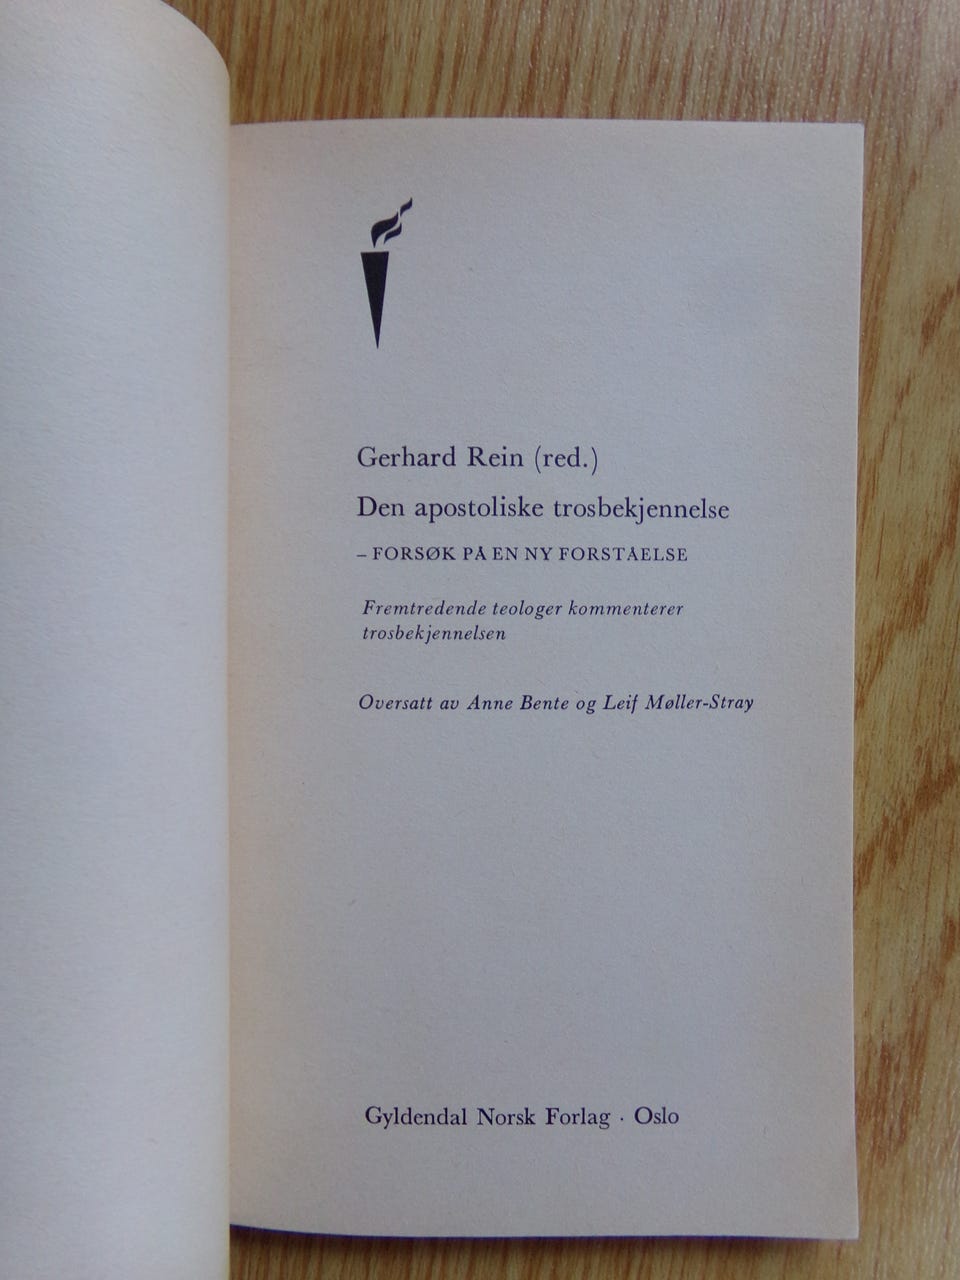 Gerhard Rein (red.)
Den apostoliske trosbekjennelse
– FORSØK PÅ EN NY FORSTÅELSE
Fremtredende teologer kommenterer
trosbekjennelsen
Oversatt av Anne Bente og Leif Møller-Stray
Gyldendal Norsk Forlag · Oslo